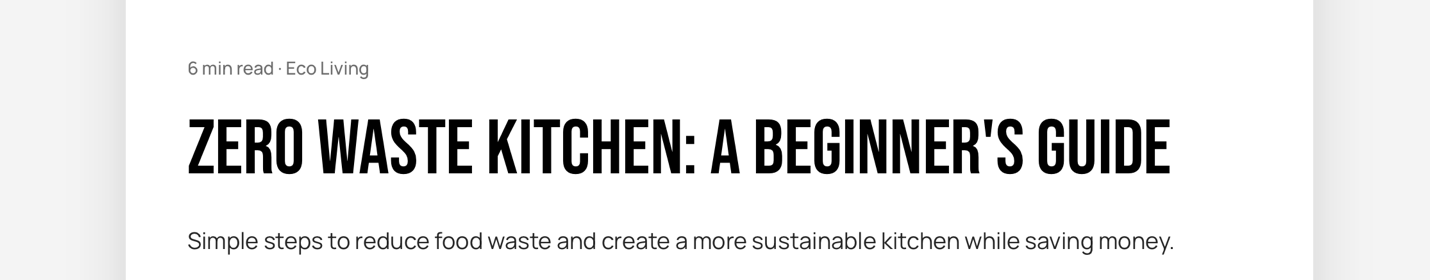 6 min read · Eco Living
ZERO WASTE KITCHEN: A BEGINNER'S GUIDE
Simple steps to reduce food waste and create a more sustainable kitchen while saving money.